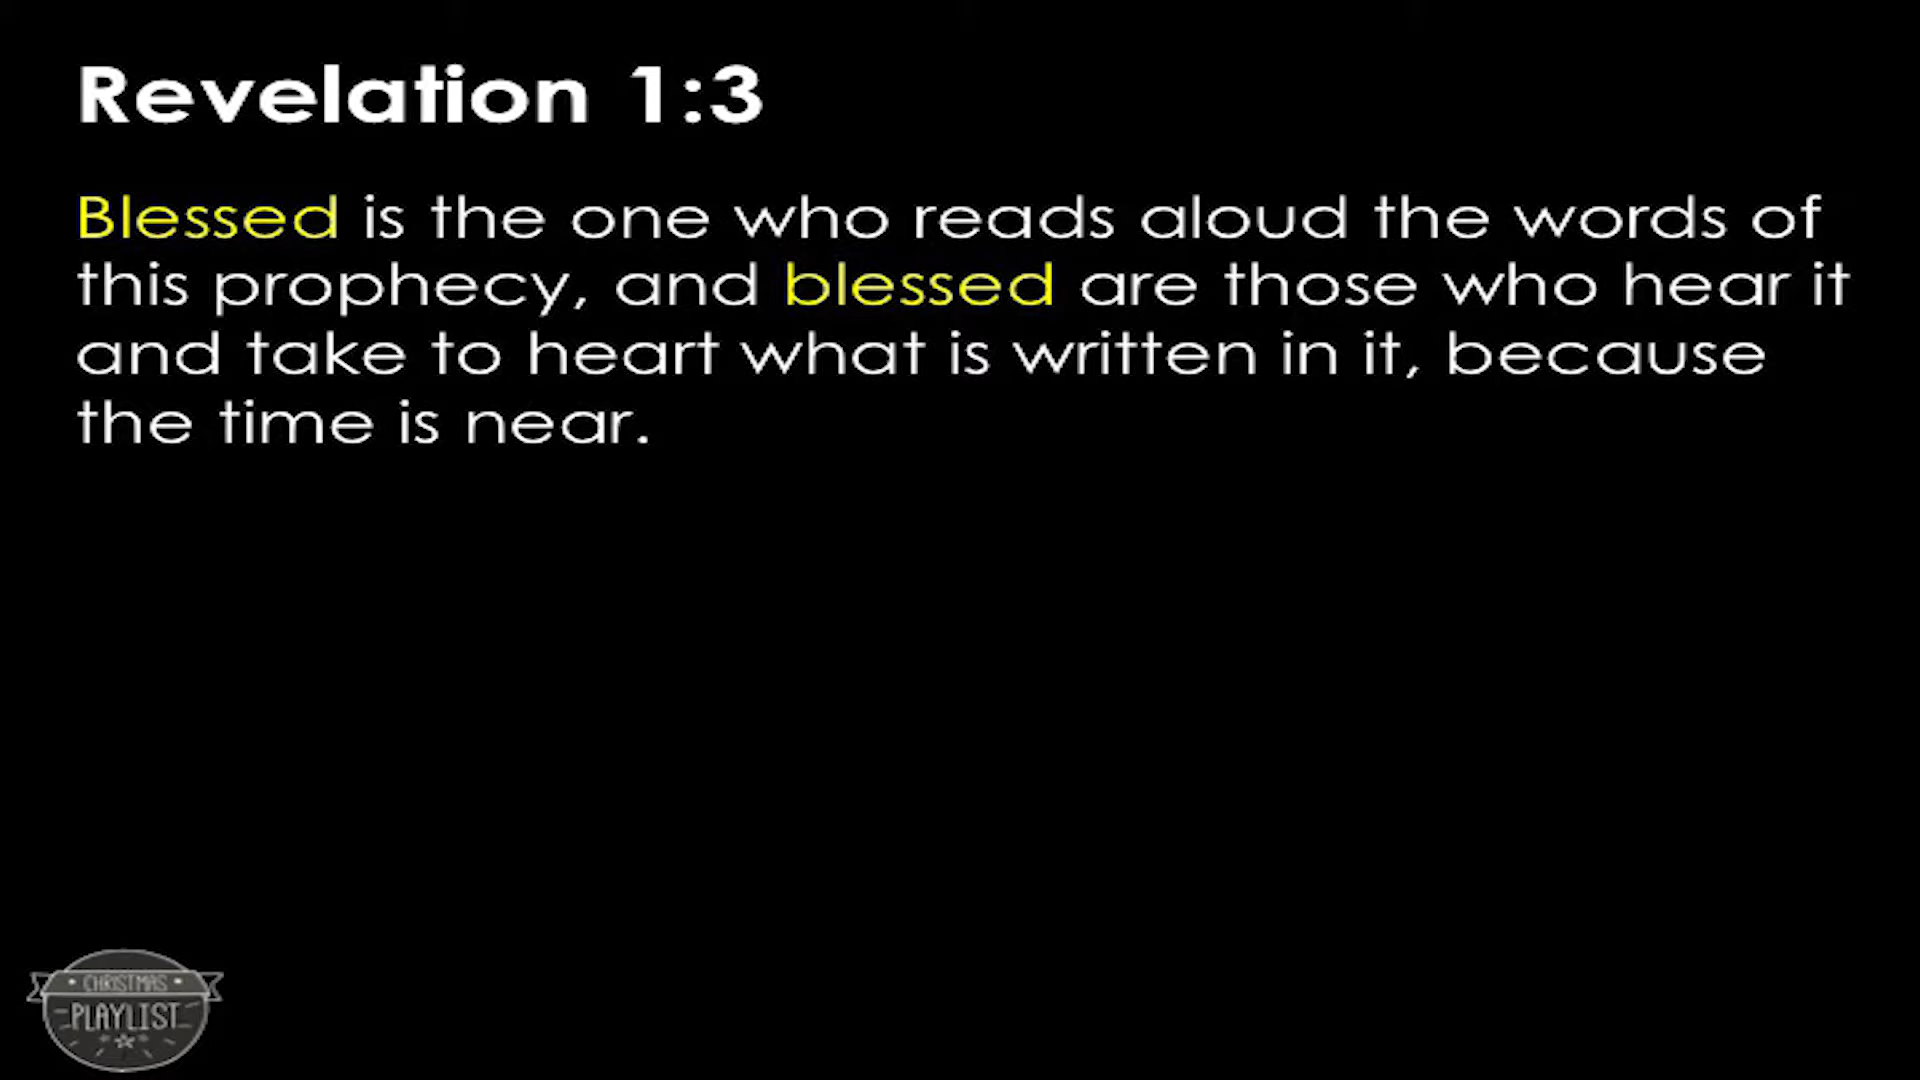 Revelation 1:3
Blessed is the one who reads aloud the words of
this prophecy, and blessed are those who hear it
and take to heart what is written in it, because
the time is near.
CHRISTMAS
PLAYLIST